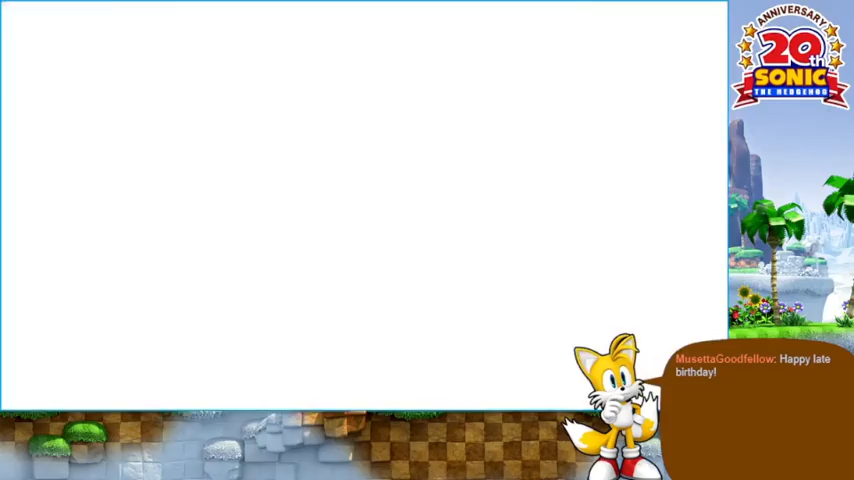 ANNIVERSARY
20th
SONIC
THE HEDGEHOG
MusettaGoodfellow: Happy late
birthday!